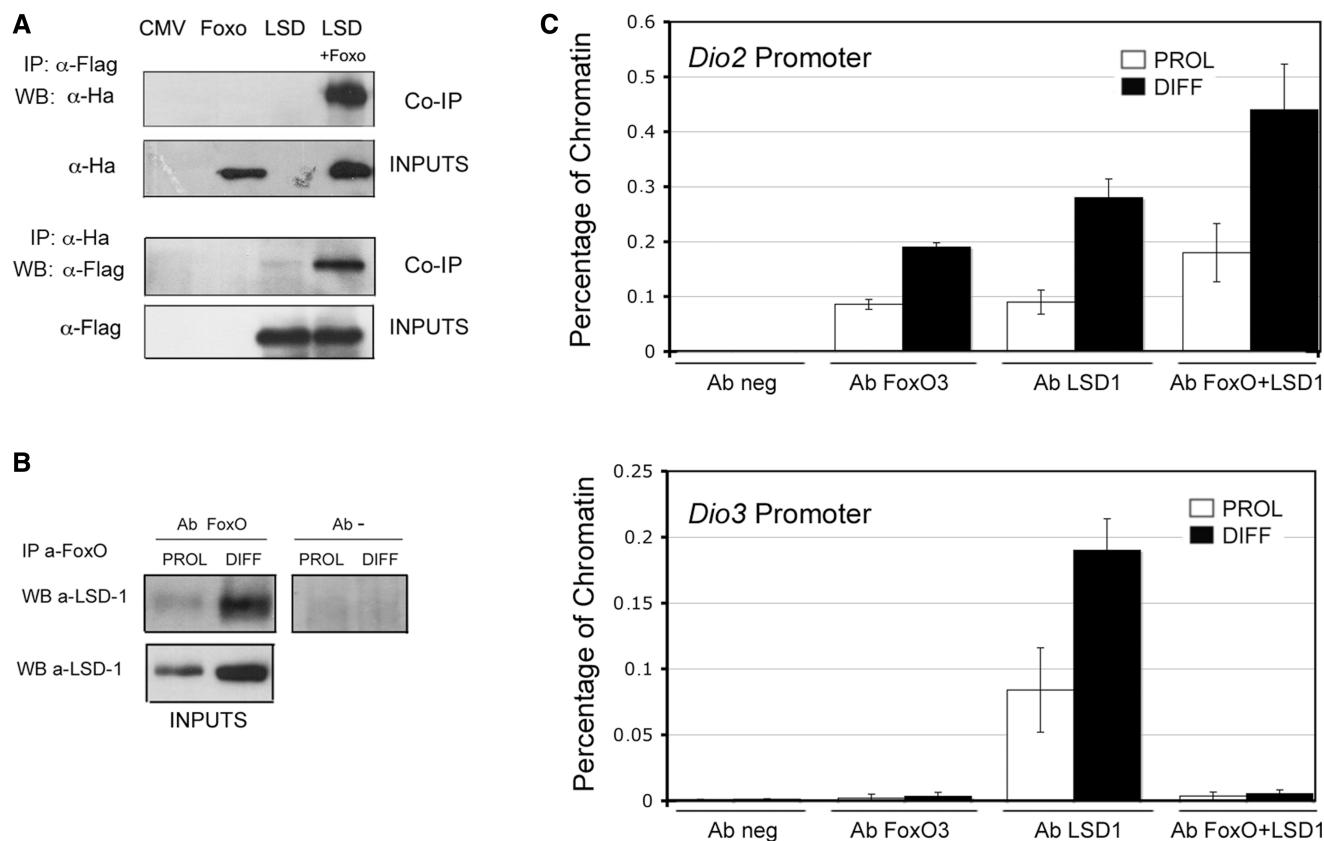 A
CMV Foxo LSD LSD
+Foxo
IP: α-Flag
WB: α-Ha
Co-IP
α-Ha
INPUTS
IP: α-Ha
WB: α-Flag
Co-IP
α-Flag
INPUTS
B
Ab FoxO Ab -
IP a-FoxO
PROL DIFF PROL DIFF
WB a-LSD-1
WB a-LSD-1
INPUTS
C
Percentage of Chromatin
0.6
0.5
0.4
0.3
0.2
0.1
0
Dio2 Promoter
PROL
DIFF
Ab neg Ab FoxO3 Ab LSD1 Ab FoxO+LSD1
Percentage of Chromatin
0.25
0.2
0.15
0.1
0.05
0
Dio3 Promoter
PROL
DIFF
Ab neg Ab FoxO3 Ab LSD1 Ab FoxO+LSD1